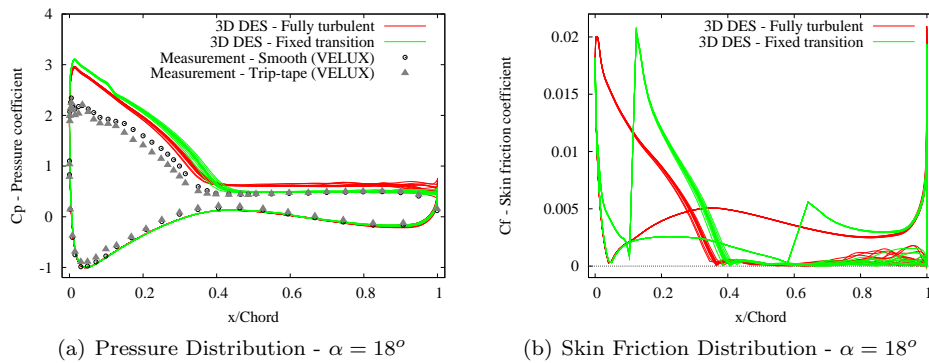 3D DES - Fully turbulent
3D DES - Fixed transition
Measurement - Smooth (VELUX)
Measurement - Trip-tape (VELUX)
Cp - Pressure coefficient
4
3
2
1
0
-1
0 0.2 0.4 0.6 0.8 1
x/Chord
(a) Pressure Distribution - α = 18°
3D DES - Fully turbulent
3D DES - Fixed transition
Cf - Skin friction coefficient
0.02
0.015
0.01
0.005
0
0 0.2 0.4 0.6 0.8 1
x/Chord
(b) Skin Friction Distribution - α = 18°